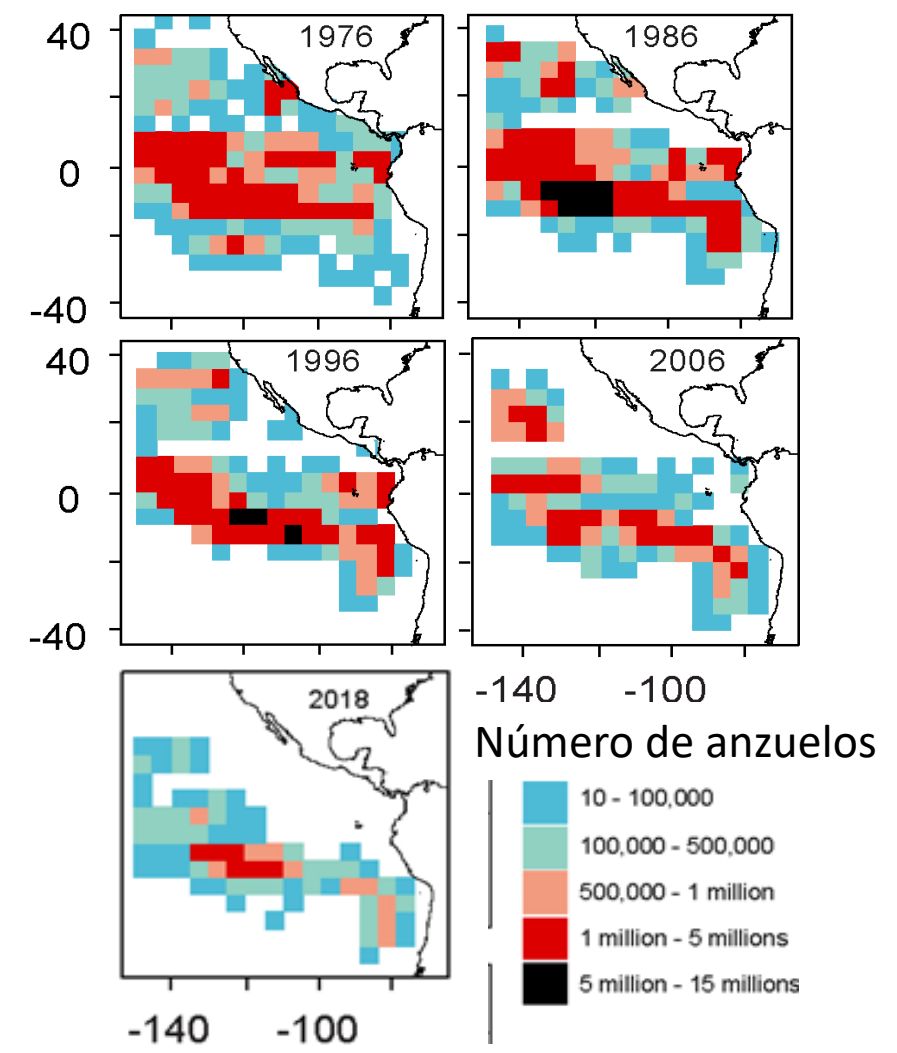 1976
1986
40
0
-40
1996
2006
40
0
-40
2018
-140 -100
Número de anzuelos
10 - 100,000
100,000 - 500,000
500,000 - 1 million
1 million - 5 millions
5 million - 15 millions
-140 -100